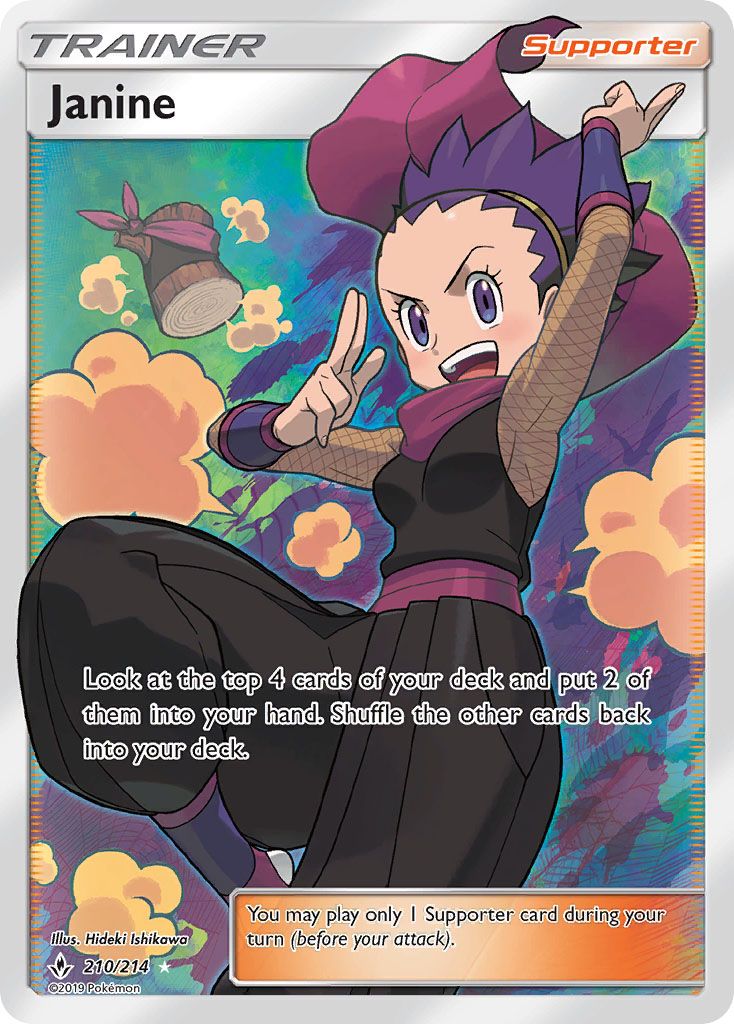 TRAINER
Supporter
Janine
Look at the top 4 cards of your deck and put 2 of
them into your hand. Shuffle the other cards back
into your deck.
You may play only 1 Supporter card during your
turn (before your attack).
Illus. Hideki Ishikawa
210/214
©2019 Pokémon